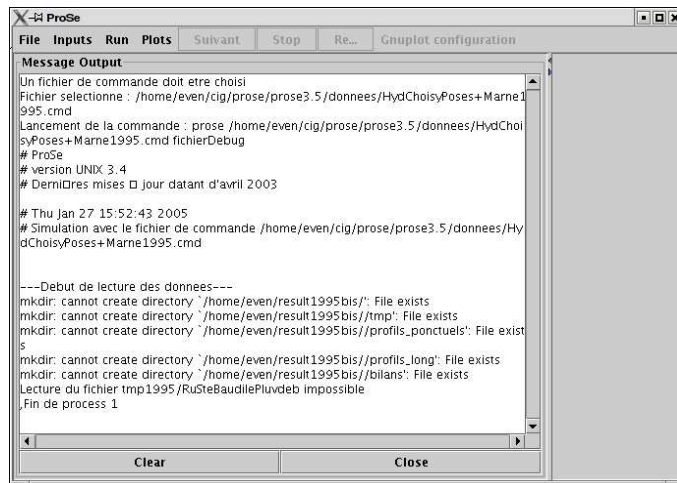 ProSe
File Inputs Run Plots Suivant Stop Re... Gnuplot configuration
Message Output
Un fichier de commande doit etre choisi
Fichier selectionne : /home/even/cig/prose/prose3.5/donnees/HydChoisyPoses+Marne1
995.cmd
Lancement de la commande : prose /home/even/cig/prose/prose3.5/donnees/HydChoi
syPoses+Marne1995.cmd fichierDebug
# ProSe
# version UNIX 3.4
# Derni□res mises □ jour datant d'avril 2003
# Thu Jan 27 15:52:43 2005
# Simulation avec le fichier de commande /home/even/cig/prose/prose3.5/donnees/Hy
dChoisyPoses+Marne1995.cmd
---Debut de lecture des donnees---
mkdir: cannot create directory `/home/even/result1995bis/': File exists
mkdir: cannot create directory `/home/even/result1995bis//tmp': File exists
mkdir: cannot create directory `/home/even/result1995bis//profils_ponctuels': File exist
s
mkdir: cannot create directory `/home/even/result1995bis//profils_long': File exists
mkdir: cannot create directory `/home/even/result1995bis//bilans': File exists
Lecture du fichier tmp1995/RuSteBaudilePluvdeb impossible
,Fin de process 1
Clear Close